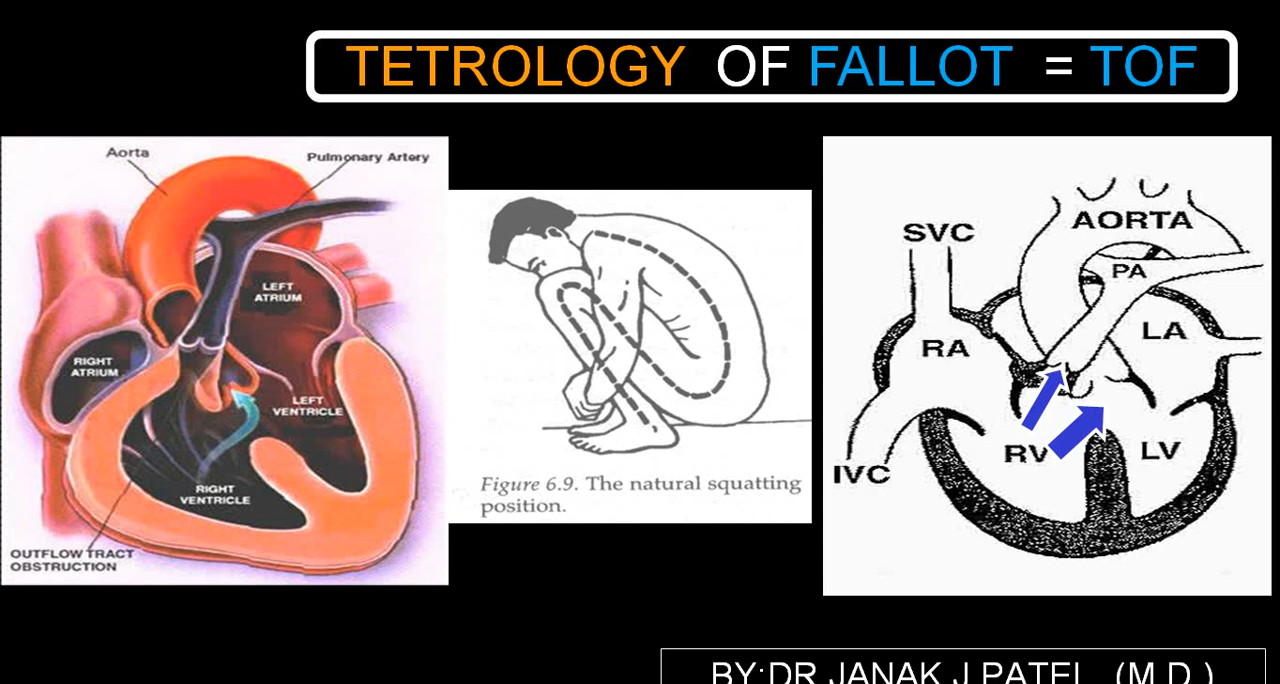 TETROLOGY OF FALLOT = TOF
Aorta
Pulmonary Artery
LEFT
ATRIUM
RIGHT
ATRIUM
LEFT
VENTRICLE
RIGHT
VENTRICLE
OUTFLOW TRACT
OBSTRUCTION
Figure 6.9. The natural squatting
position.
SVC
AORTA
PA
LA
RA
RV
LV
IVC
BY:DR JANAK J PATEL (M.D.)